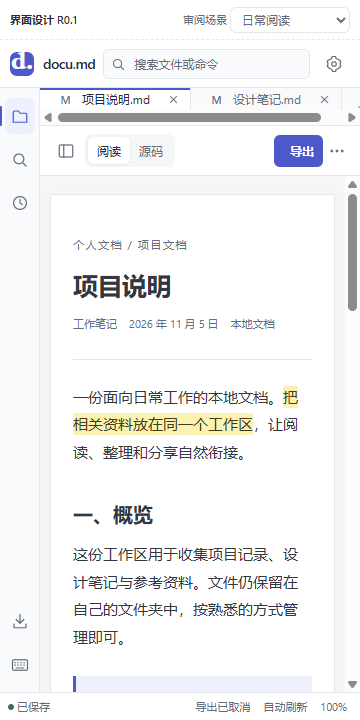 界面设计 R0.1
审阅场景
日常阅读
d. docu.md
搜索文件或命令
M 项目说明.md
M 设计笔记.md
阅读
源码
导出
个人文档 / 项目文档
项目说明
工作笔记 2026 年 11 月 5 日 本地文档
一份面向日常工作的本地文档。把
相关资料放在同一个工作区，让阅
读、整理和分享自然衔接。
一、概览
这份工作区用于收集项目记录、设
计笔记与参考资料。文件仍保留在
自己的文件夹中，按熟悉的方式管
理即可。
已保存
导出已取消 自动刷新 100%